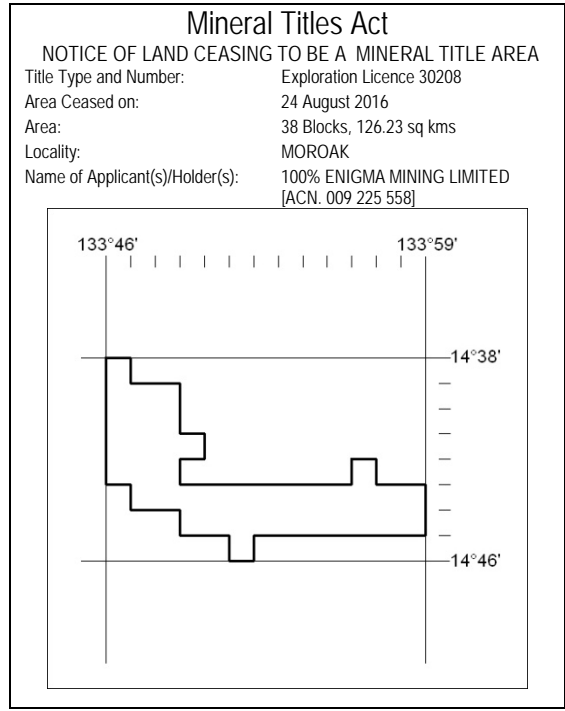 Mineral Titles Act
NOTICE OF LAND CEASING TO BE A MINERAL TITLE AREA
Title Type and Number: Exploration Licence 30208
Area Ceased on: 24 August 2016
Area: 38 Blocks, 126.23 sq kms
Locality: MOROAK
Name of Applicant(s)/Holder(s): 100% ENIGMA MINING LIMITED
[ACN. 009 225 558]
133°46' 133°59'
14°38'
14°46'